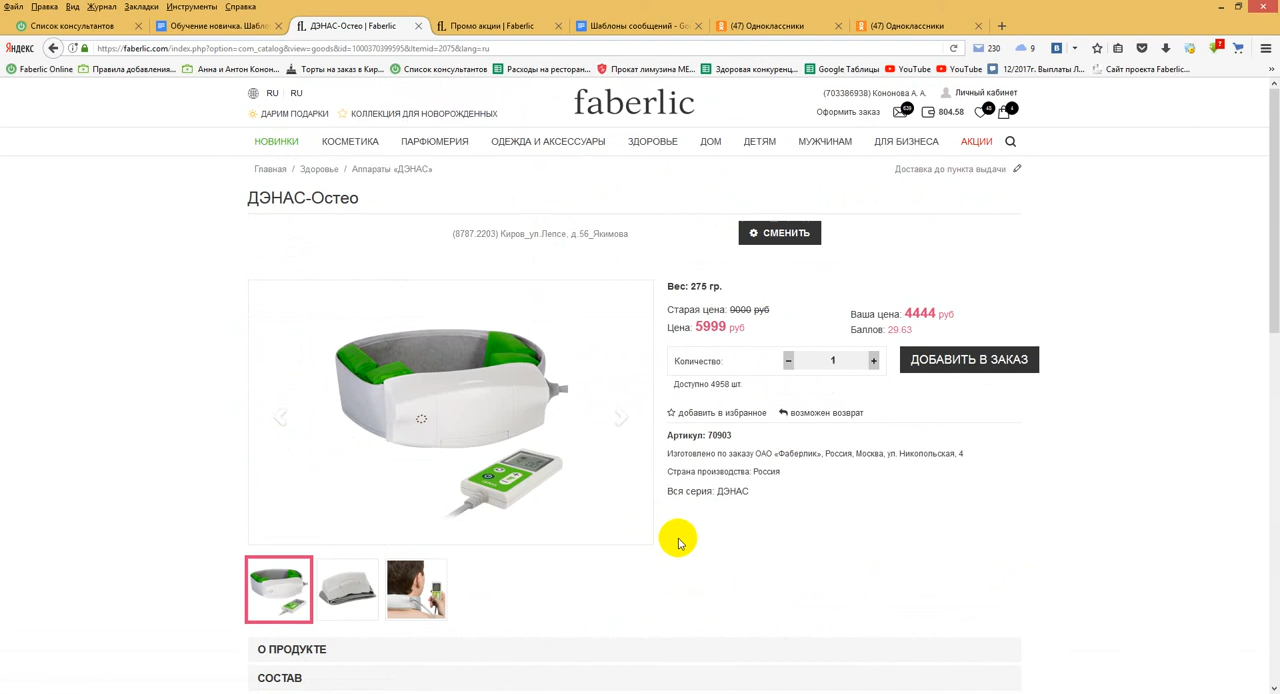 Файл Правка Вид Журнал Закладки Инструменты Справка
Список консультантов
Обучение новичка. Шабло
ДЭНАС-Остео | Faberlic
Промо акции | Faberlic
Шаблоны сообщений - Go
(47) Одноклассники
(47) Одноклассники
Яндекс
https://faberlic.com/index.php?option=com_catalog&view=goods&id=1000370399595&Itemid=2075&lang=ru
230
9
Faberlic Online
Правила добавления...
Анна и Антон Конон...
Торты на заказ в Кир...
Список консультантов
Расходы на ресторан...
Прокат лимузина МЕ...
Здоровая конкуренц...
Google Таблицы
YouTube
YouTube
12/2017г. Выплаты Л...
Сайт проекта Faberlic...
RU RU
faberlic
(703386938) Кононова А. А. Личный кабинет
ДАРИМ ПОДАРКИ КОЛЛЕКЦИЯ ДЛЯ НОВОРОЖДЕННЫХ
Оформить заказ 804.58
НОВИНКИ КОСМЕТИКА ПАРФЮМЕРИЯ ОДЕЖДА И АКСЕССУАРЫ ЗДОРОВЬЕ ДОМ ДЕТЯМ МУЖЧИНАМ ДЛЯ БИЗНЕСА АКЦИИ
Главная / Здоровье / Аппараты «ДЭНАС»
Доставка до пункта выдачи
ДЭНАС-Остео
(8787.2203) Киров_ул.Лепсе, д.56_Якимова
СМЕНИТЬ
Вес: 275 гр.
Старая цена: 9000 руб
Цена: 5999 руб
Ваша цена: 4444 руб
Баллов: 29.63
Количество: − 1 +
ДОБАВИТЬ В ЗАКАЗ
Доступно 4958 шт.
добавить в избранное возможен возврат
Артикул: 70903
Изготовлено по заказу ОАО «Фаберлик», Россия, Москва, ул. Никольская, 4
Страна производства: Россия
Вся серия: ДЭНАС
О ПРОДУКТЕ
СОСТАВ